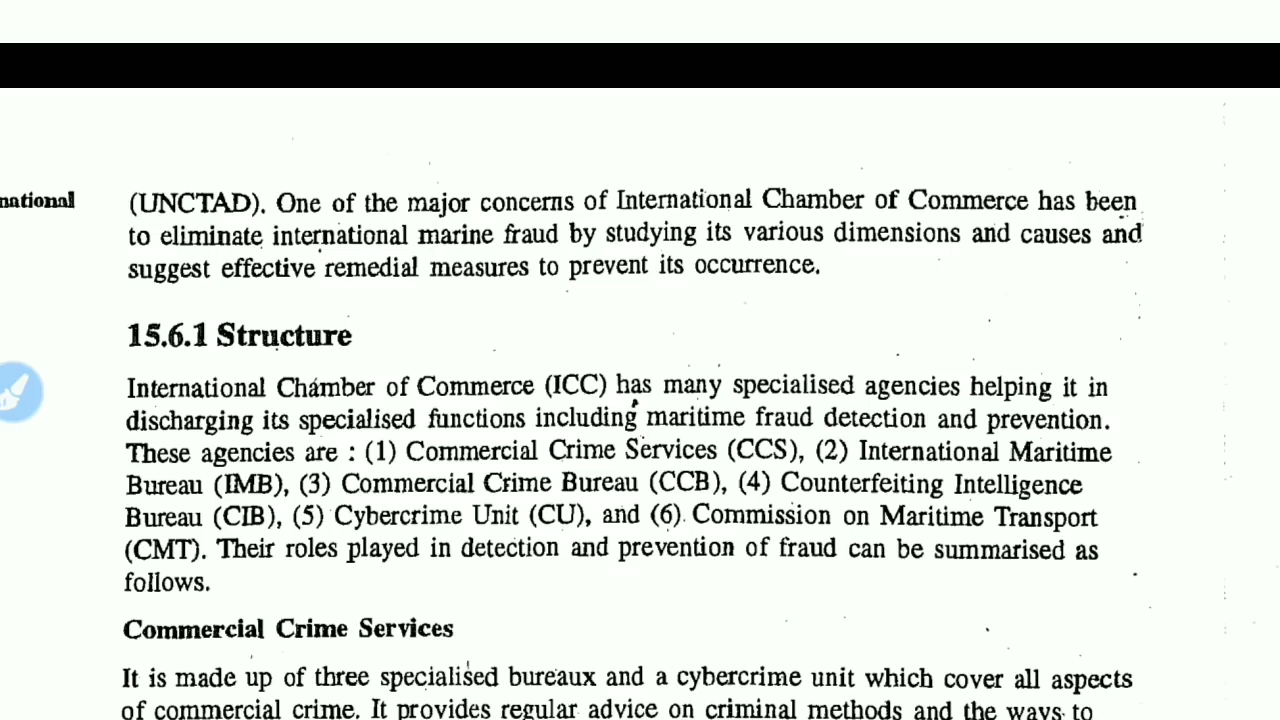 national
(UNCTAD). One of the major concerns of International Chamber of Commerce has been
to eliminate international marine fraud by studying its various dimensions and causes and
suggest effective remedial measures to prevent its occurrence.
15.6.1 Structure
International Chamber of Commerce (ICC) has many specialised agencies helping it in
discharging its specialised functions including maritime fraud detection and prevention.
These agencies are : (1) Commercial Crime Services (CCS), (2) International Maritime
Bureau (IMB), (3) Commercial Crime Bureau (CCB), (4) Counterfeiting Intelligence
Bureau (CIB), (5) Cybercrime Unit (CU), and (6) Commission on Maritime Transport
(CMT). Their roles played in detection and prevention of fraud can be summarised as
follows.
Commercial Crime Services
It is made up of three specialised bureaux and a cybercrime unit which cover all aspects
of commercial crime. It provides regular advice on criminal methods and the ways to